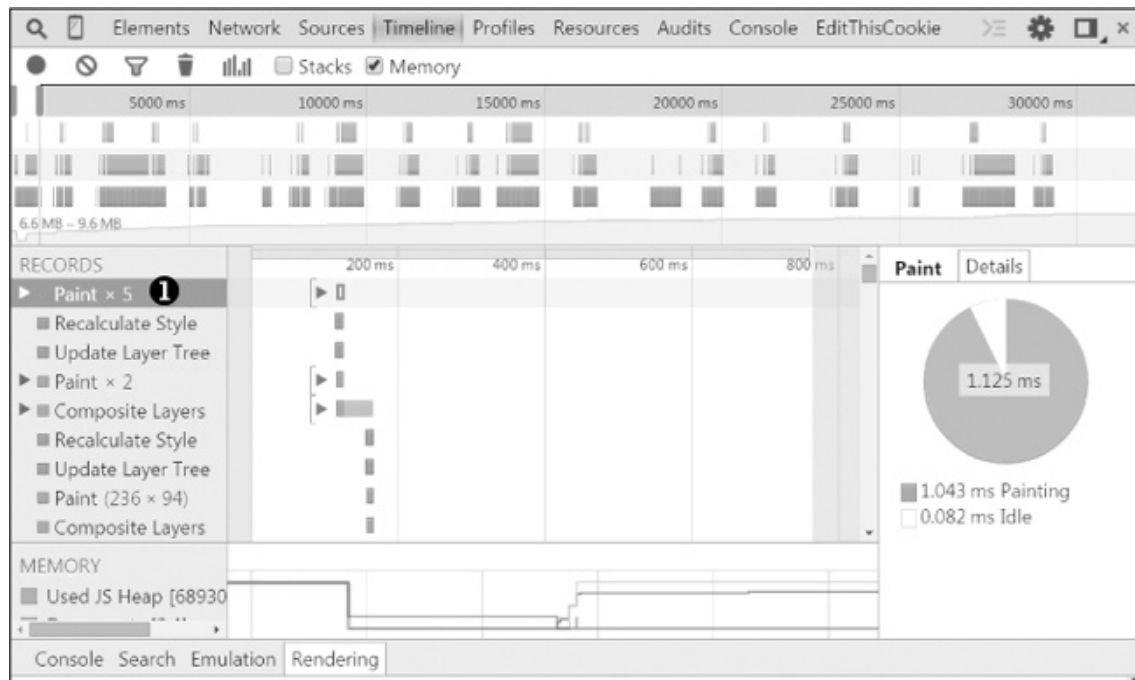 Elements Network Sources Timeline Profiles Resources Audits Console EditThisCookie
Stacks Memory
5000 ms 10000 ms 15000 ms 20000 ms 25000 ms 30000 ms
6.6 MB – 9.6 MB
RECORDS 200 ms 400 ms 600 ms 800 ms Paint Details
Paint × 5 1
Recalculate Style
Update Layer Tree
Paint × 2
1.125 ms
Composite Layers
Recalculate Style
Update Layer Tree
Paint (236 × 94)
1.043 ms Painting
Composite Layers
0.082 ms Idle
MEMORY
Used JS Heap [68930
Console Search Emulation Rendering